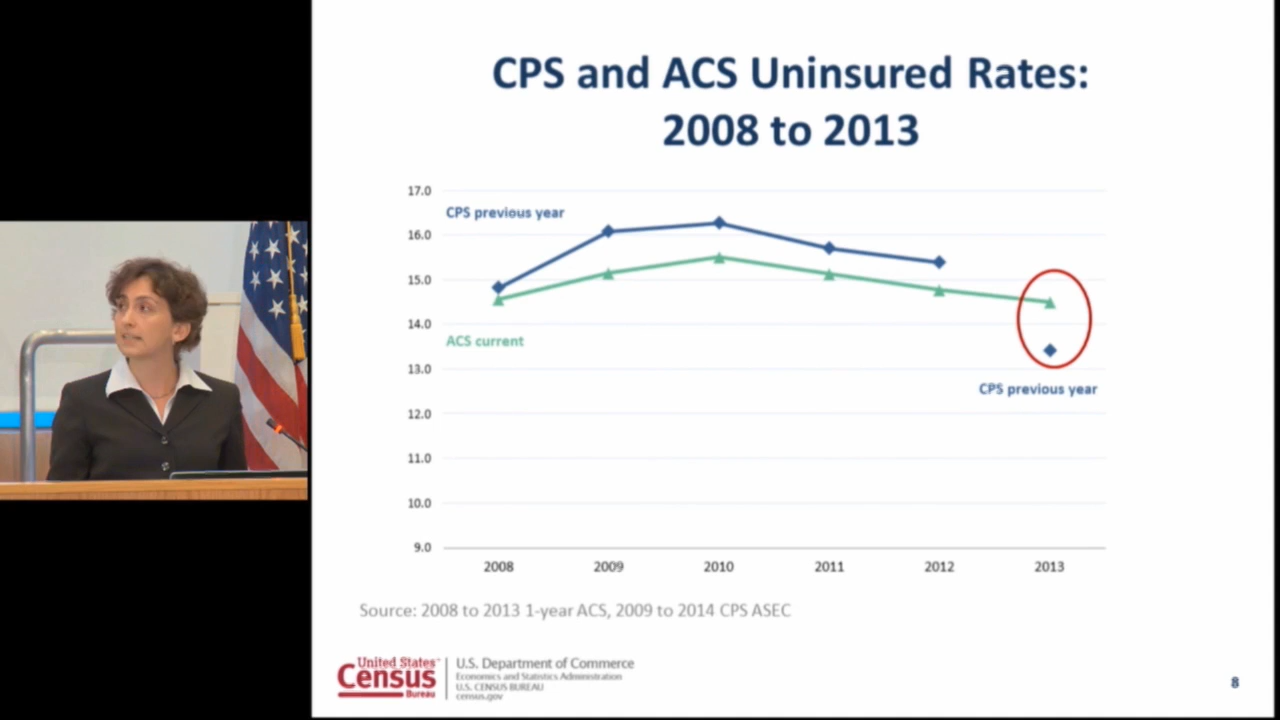 CPS and ACS Uninsured Rates:
2008 to 2013
17.0
CPS previous year
16.0
15.0
14.0
ACS current
13.0
CPS previous year
12.0
11.0
10.0
9.0
2008 2009 2010 2011 2012 2013
Source: 2008 to 2013 1-year ACS, 2009 to 2014 CPS ASEC
United States™
Census
Bureau
U.S. Department of Commerce
Economics and Statistics Administration
U.S. CENSUS BUREAU
census.gov
8